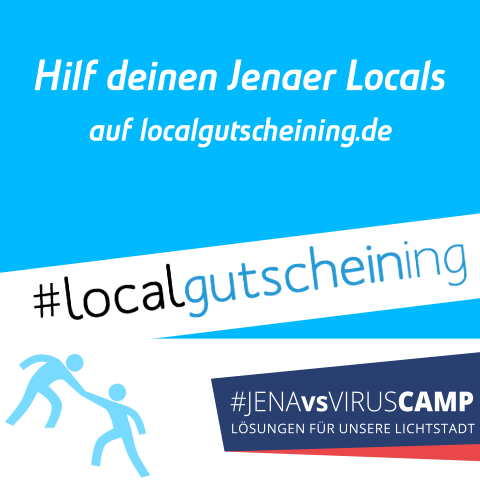 Hilf deinen Jenaer Locals
auf localgutscheining.de
#localgutscheining
#JENAvsVIRUSCAMP
LÖSUNGEN FÜR UNSERE LICHTSTADT